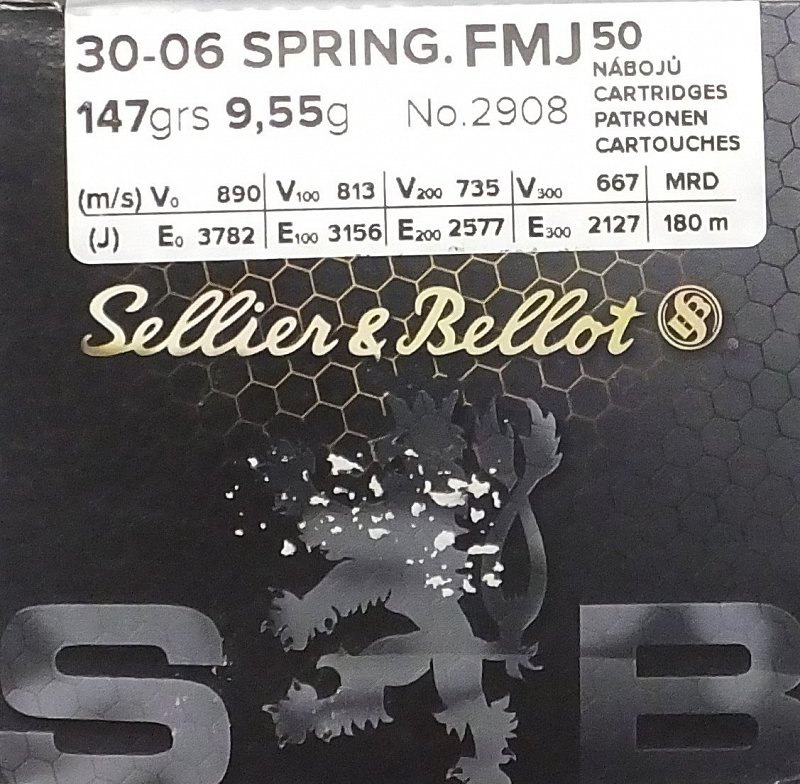 30-06 SPRING. FMJ 50
NÁBOJŮ
CARTRIDGES
PATRONEN
CARTOUCHES
147grs 9,55g No.2908
(m/s) V₀ 890 V₁₀₀ 813 V₂₀₀ 735 V₃₀₀ 667 MRD
(J) E₀ 3782 E₁₀₀ 3156 E₂₀₀ 2577 E₃₀₀ 2127 180 m
Sellier & Bellot SB
S B